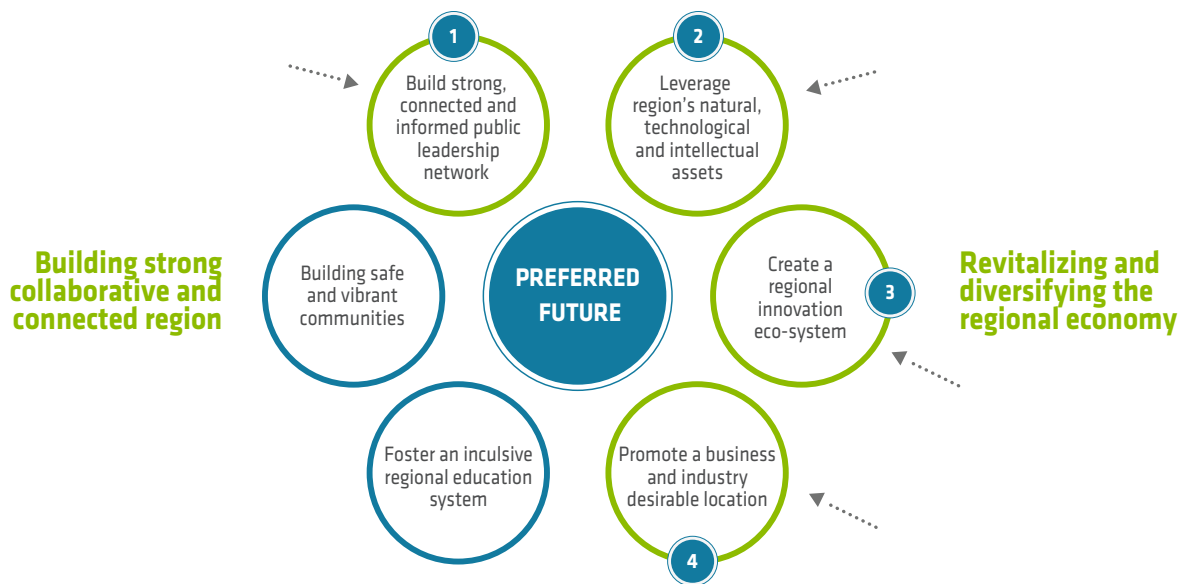 1
Build strong,
connected and
informed public
leadership
network
2
Leverage
region's natural,
technological
and intellectual
assets
Building strong
collaborative and
connected region
Building safe
and vibrant
communities
PREFERRED
FUTURE
Create a
regional
innovation
eco-system
3
Revitalizing and
diversifying the
regional economy
Foster an inculsive
regional education
system
Promote a business
and industry
desirable location
4